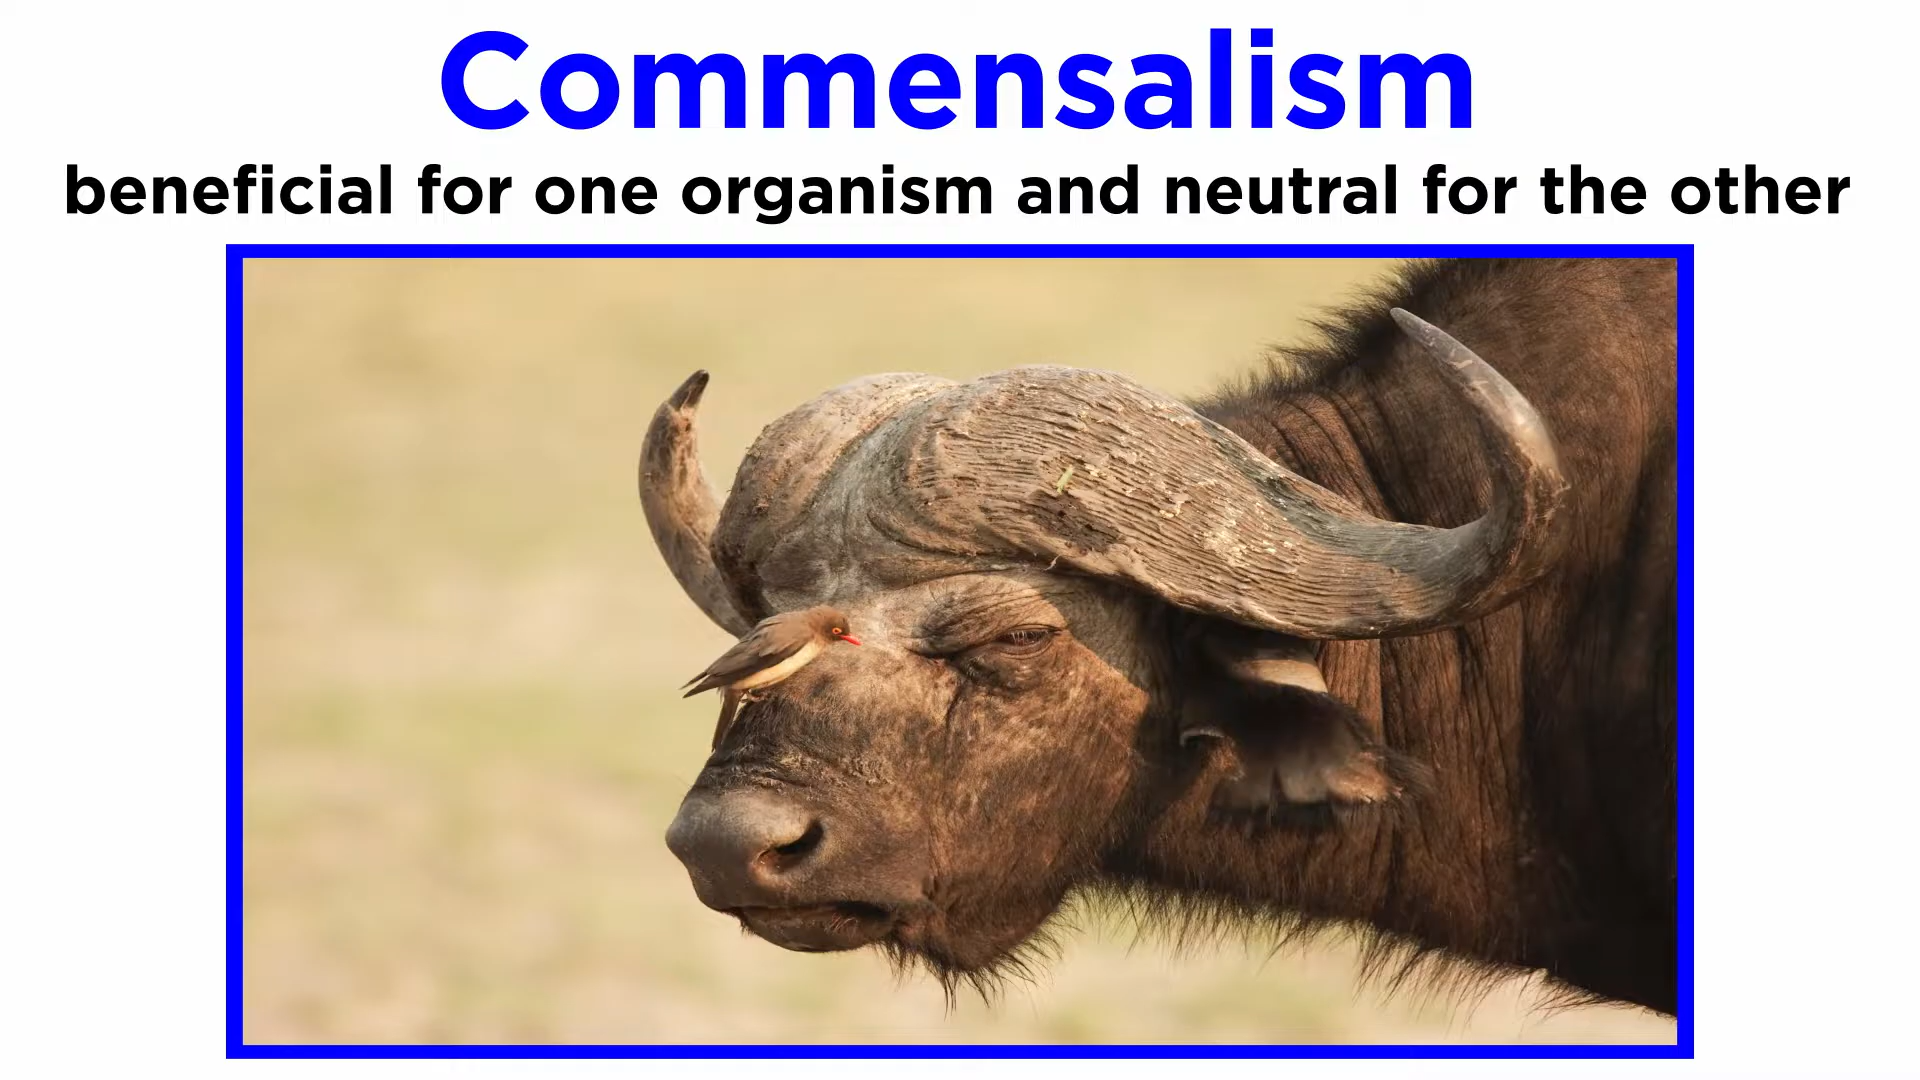 Commensalism
beneficial for one organism and neutral for the other